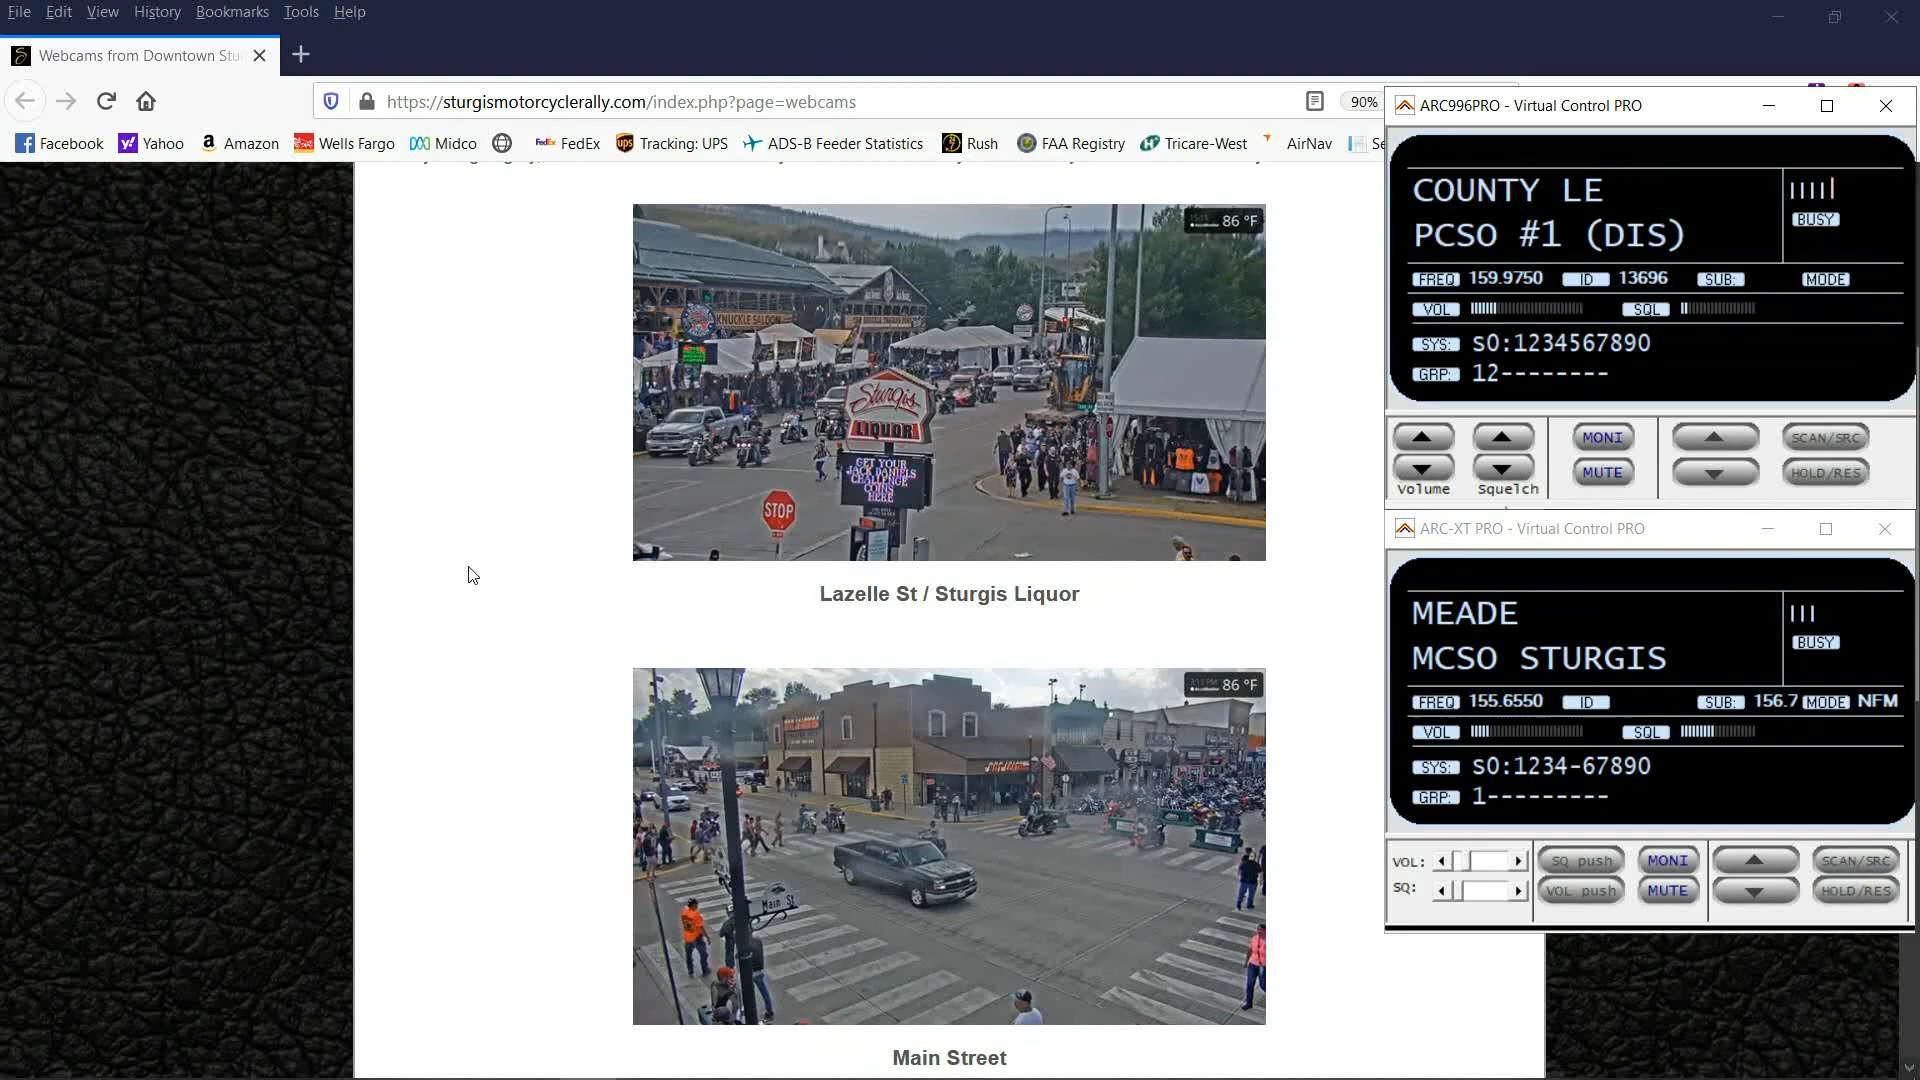 File Edit View History Bookmarks Tools Help
Webcams from Downtown Stu
https://sturgismotorcyclerally.com/index.php?page=webcams
90%
Facebook Yahoo Amazon Wells Fargo Midco FedEx Tracking: UPS ADS-B Feeder Statistics Rush FAA Registry Tricare-West AirNav Se
86 °F
KNUCKLE SALOON
Sturgis
LIQUOR
GET YOUR
JACK DANIELS
CHALLENGE
COINS
HERE
STOP
Lazelle St / Sturgis Liquor
3:11 PM 86 °F
Main St
Main Street
ARC996PRO - Virtual Control PRO
COUNTY LE
PCSO #1 (DIS)
BUSY
FREQ 159.9750 ID 13696 SUB: MODE
VOL SQL
SYS: S0:1234567890
GRP: 12--------
MONI SCAN/SRC
MUTE HOLD/RES
Volume Squelch
ARC-XT PRO - Virtual Control PRO
MEADE
MCSO STURGIS
BUSY
FREQ 155.6550 ID SUB: 156.7 MODE NFM
VOL SQL
SYS: S0:1234-67890
GRP: 1---------
VOL: SQ push MONI SCAN/SRC
SQ: VOL push MUTE HOLD/RES